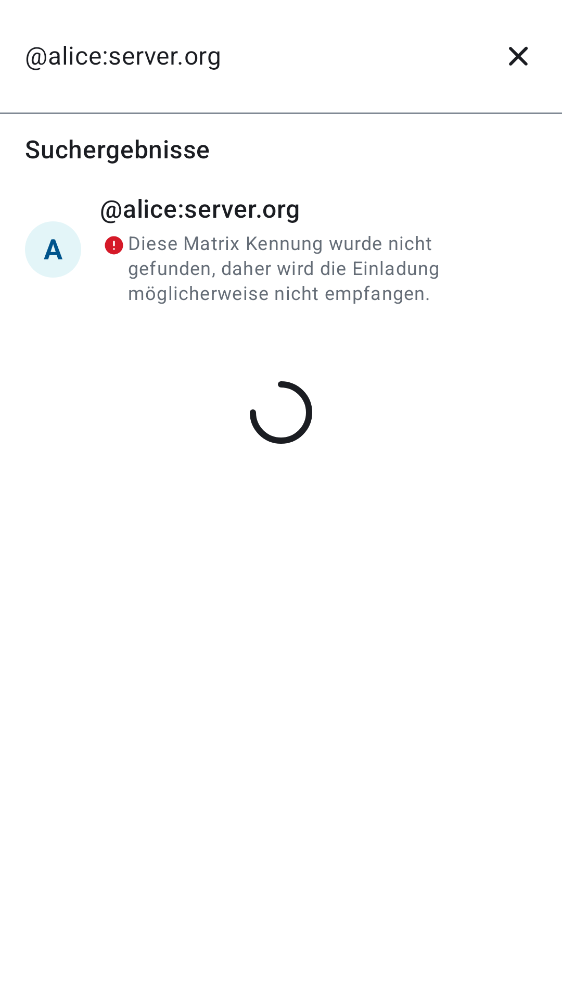 @alice:server.org
Suchergebnisse
@alice:server.org
A
Diese Matrix Kennung wurde nicht
gefunden, daher wird die Einladung
möglicherweise nicht empfangen.